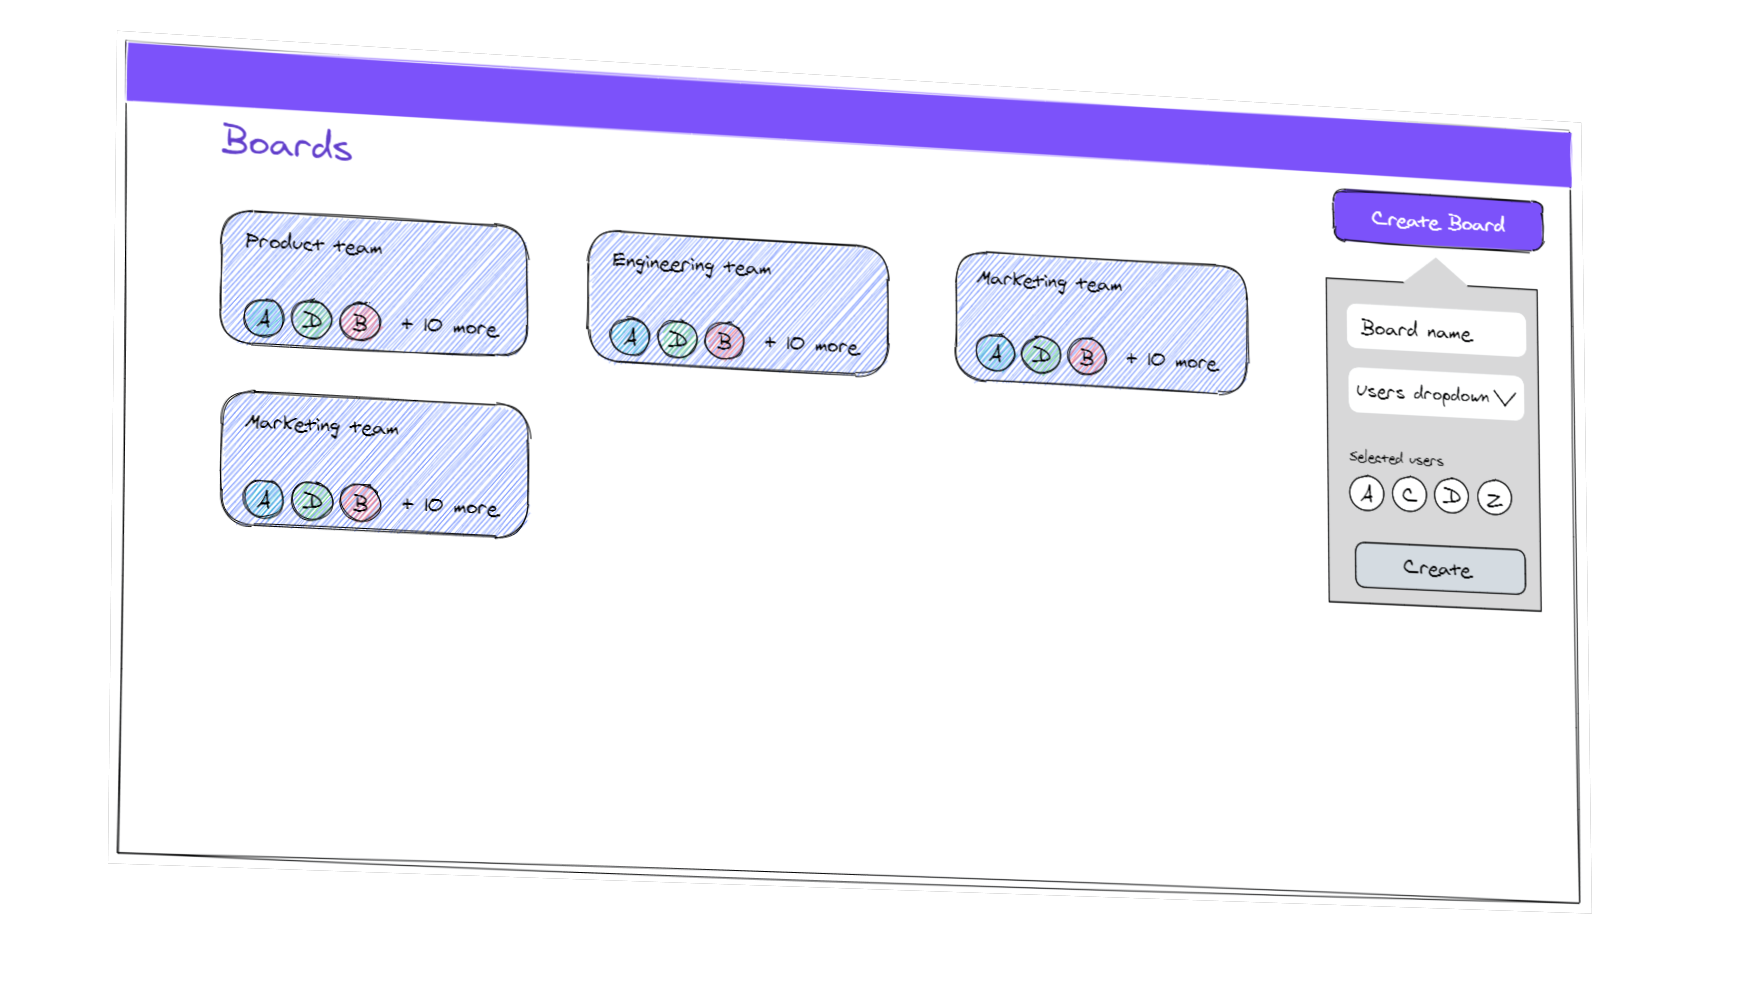 Boards
Create Board
Product team
A D B + 10 more
Engineering team
A D B + 10 more
Marketing team
A D B + 10 more
Marketing team
A D B + 10 more
Board name
Users dropdown
Selected users
A C D Z
Create